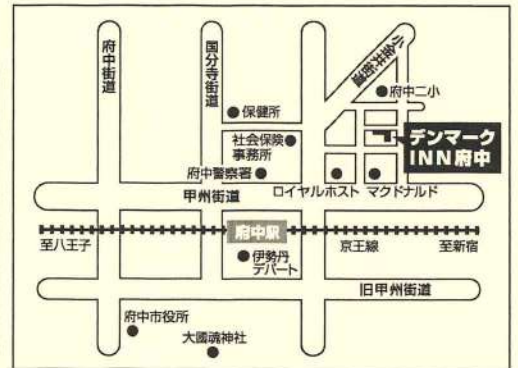 府中街道
国分寺街道
小金井街道
府中二小
保健所
社会保険
事務所
デンマーク
INN府中
府中警察署
ロイヤルホスト
マクドナルド
甲州街道
府中駅
至八王子
京王線
至新宿
伊勢丹
デパート
旧甲州街道
府中市役所
大國魂神社